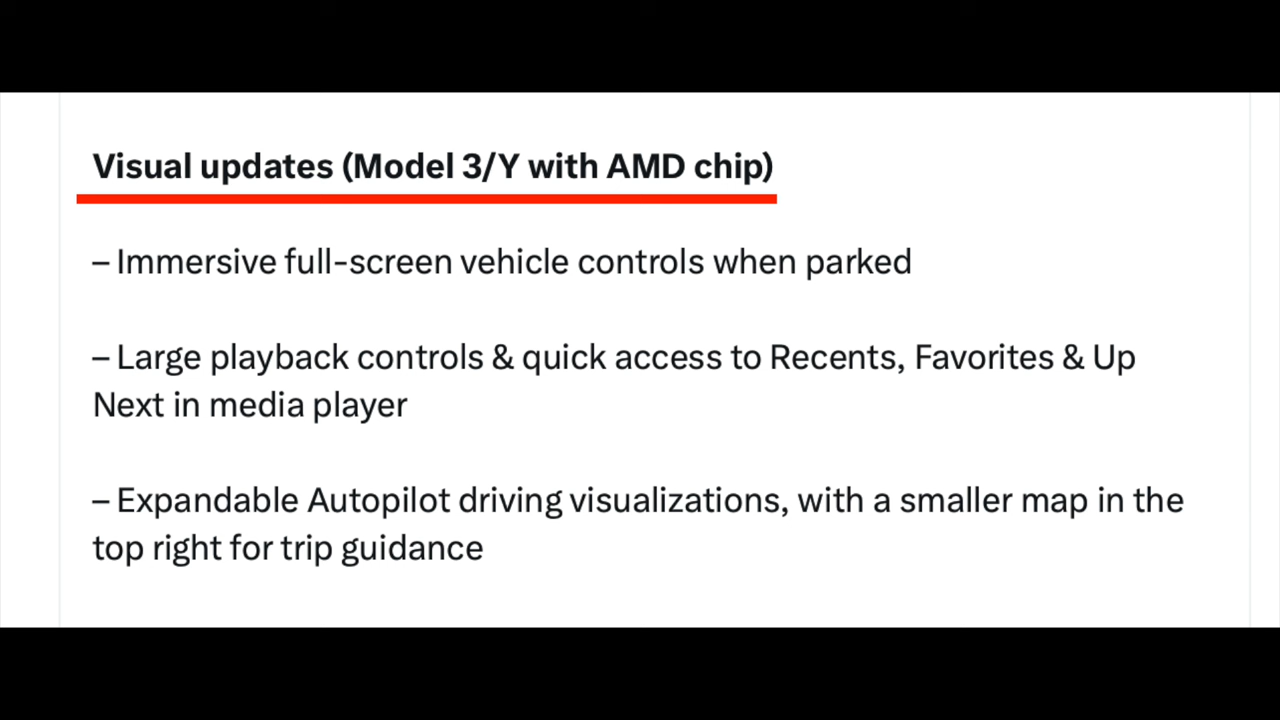 Visual updates (Model 3/Y with AMD chip)
– Immersive full-screen vehicle controls when parked
– Large playback controls & quick access to Recents, Favorites & Up
Next in media player
– Expandable Autopilot driving visualizations, with a smaller map in the
top right for trip guidance